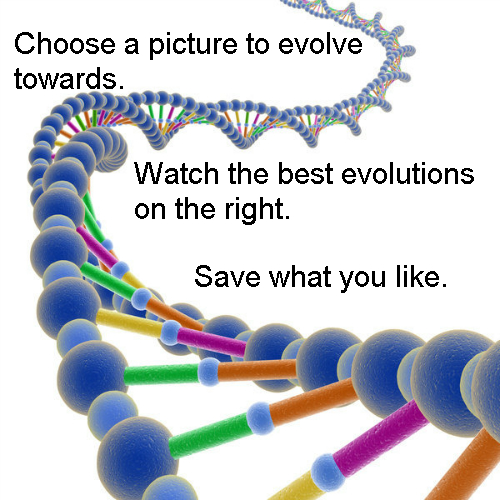 Choose a picture to evolve
towards.
Watch the best evolutions
on the right.
Save what you like.